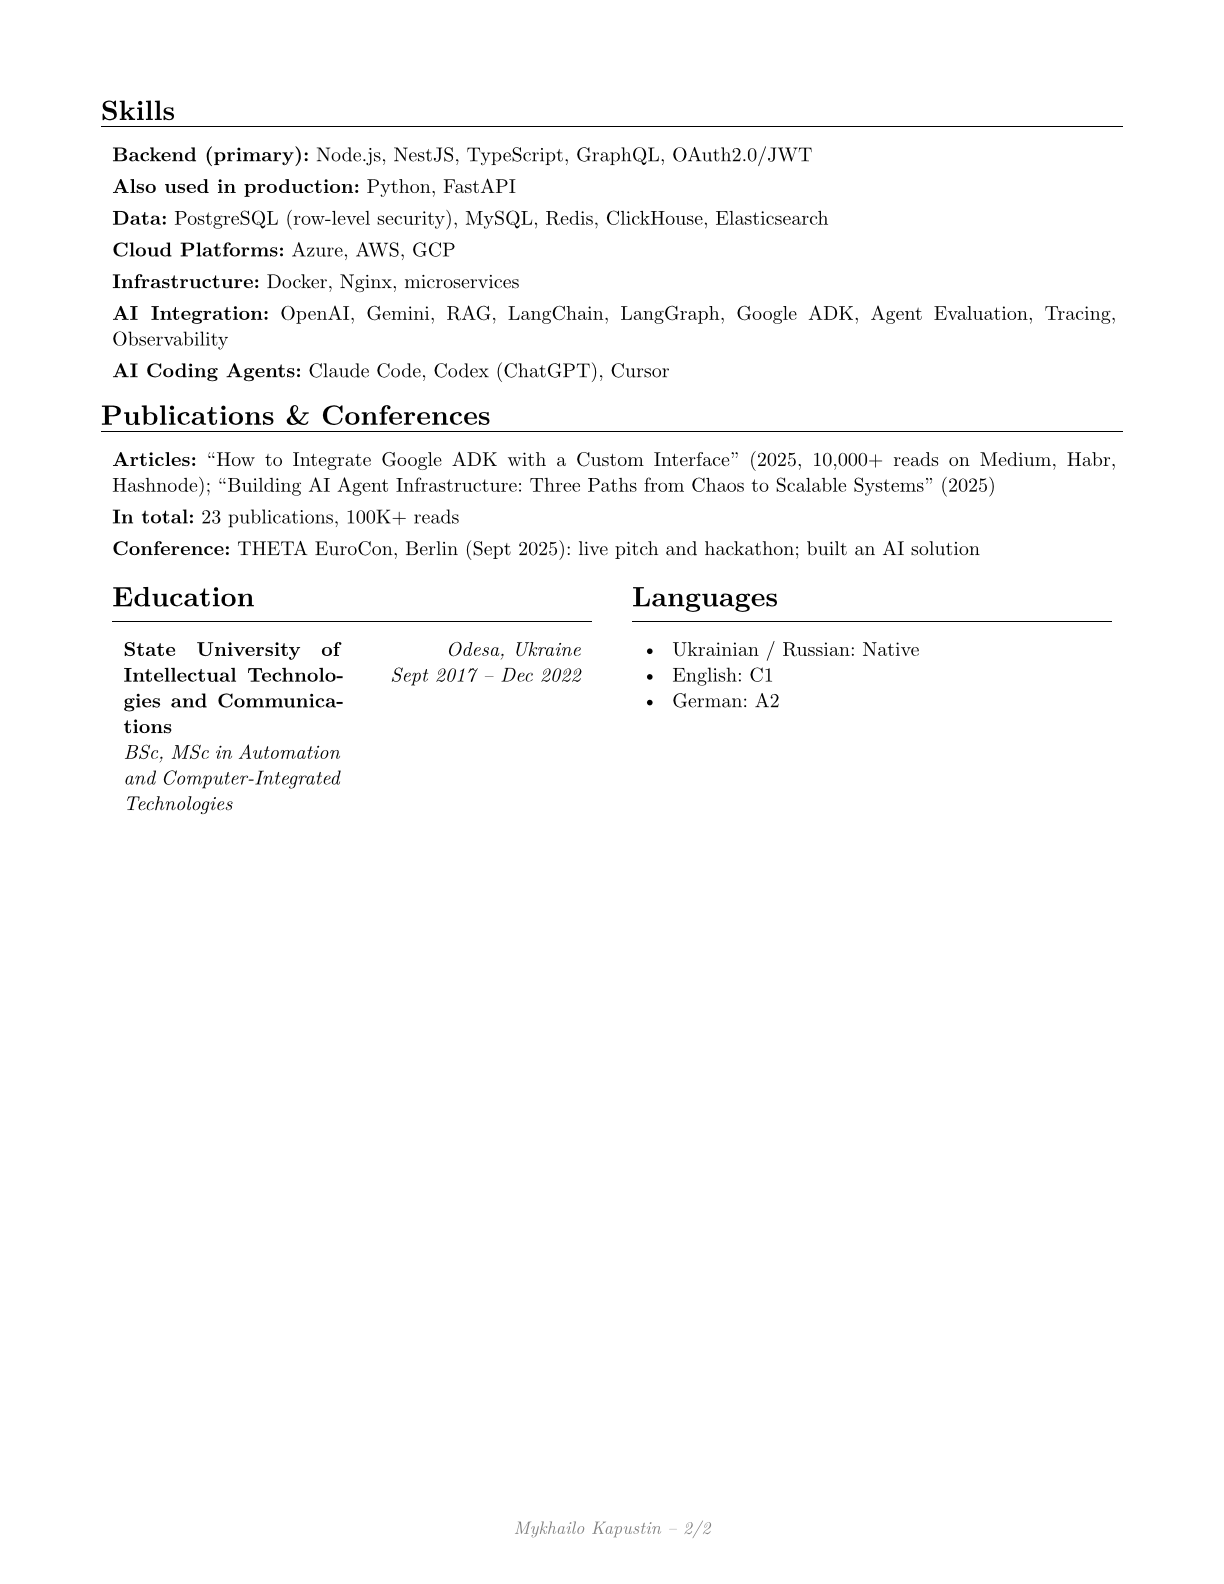 Skills
Backend (primary): Node.js, NestJS, TypeScript, GraphQL, OAuth2.0/JWT
Also used in production: Python, FastAPI
Data: PostgreSQL (row-level security), MySQL, Redis, ClickHouse, Elasticsearch
Cloud Platforms: Azure, AWS, GCP
Infrastructure: Docker, Nginx, microservices
AI Integration: OpenAI, Gemini, RAG, LangChain, LangGraph, Google ADK, Agent Evaluation, Tracing,
Observability
AI Coding Agents: Claude Code, Codex (ChatGPT), Cursor
Publications & Conferences
Articles: “How to Integrate Google ADK with a Custom Interface” (2025, 10,000+ reads on Medium, Habr,
Hashnode); “Building AI Agent Infrastructure: Three Paths from Chaos to Scalable Systems” (2025)
In total: 23 publications, 100K+ reads
Conference: THETA EuroCon, Berlin (Sept 2025): live pitch and hackathon; built an AI solution
Education
State University of
Intellectual Technolo-
gies and Communica-
tions
BSc, MSc in Automation
and Computer-Integrated
Technologies
Odesa, Ukraine
Sept 2017 – Dec 2022
Languages
• Ukrainian / Russian: Native
• English: C1
• German: A2
Mykhailo Kapustin – 2/2